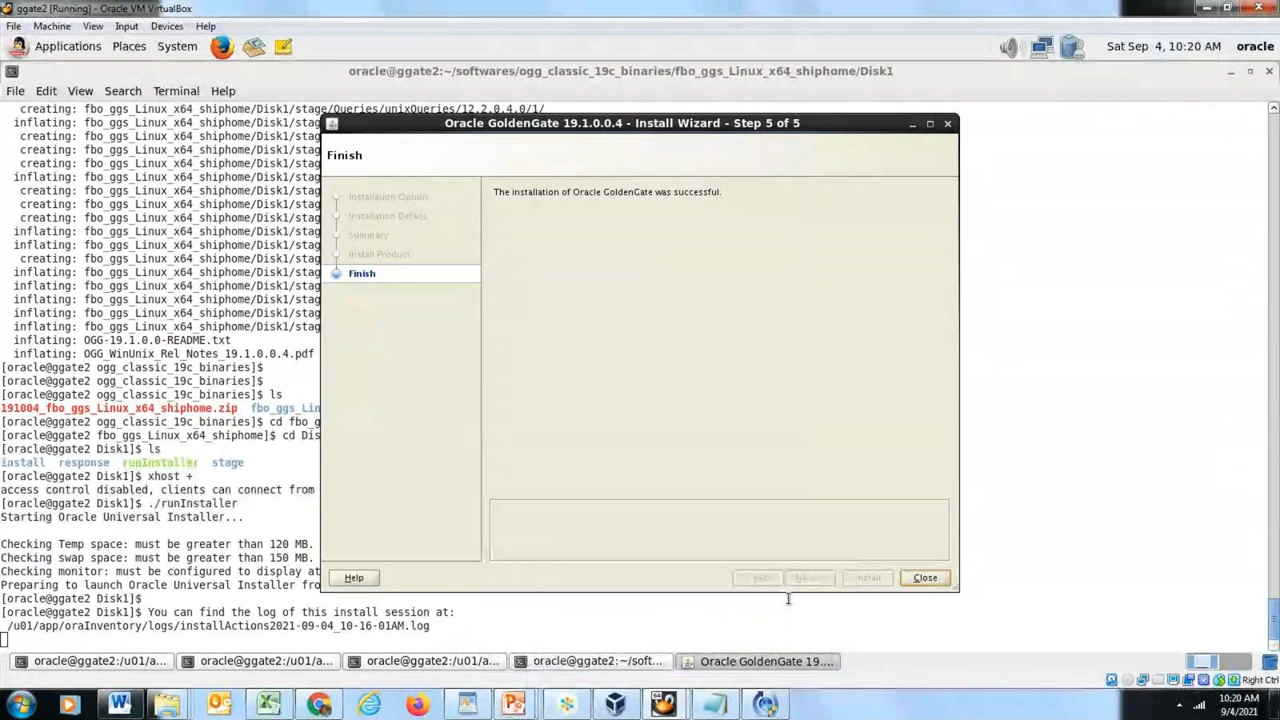 ggate2 [Running] - Oracle VM VirtualBox
File Machine View Input Devices Help
Applications Places System Sat Sep 4, 10:20 AM oracle
oracle@ggate2:~/softwares/ogg_classic_19c_binaries/fbo_ggs_Linux_x64_shiphome/Disk1
File Edit View Search Terminal Help
creating: fbo_ggs_Linux_x64_shiphome/Disk1/stage/Queries/unixQueries/12.2.0.4.0/1/
inflating: fbo_ggs_Linux_x64_shiphome/Disk1/stag
inflating: fbo_ggs_Linux_x64_shiphome/Disk1/stag
creating: fbo_ggs_Linux_x64_shiphome/Disk1/stag
creating: fbo_ggs_Linux_x64_shiphome/Disk1/stag
inflating: fbo_ggs_Linux_x64_shiphome/Disk1/stag
creating: fbo_ggs_Linux_x64_shiphome/Disk1/stag
creating: fbo_ggs_Linux_x64_shiphome/Disk1/stag
creating: fbo_ggs_Linux_x64_shiphome/Disk1/stag
inflating: fbo_ggs_Linux_x64_shiphome/Disk1/stag
inflating: fbo_ggs_Linux_x64_shiphome/Disk1/stag
creating: fbo_ggs_Linux_x64_shiphome/Disk1/stag
inflating: fbo_ggs_Linux_x64_shiphome/Disk1/stag
inflating: fbo_ggs_Linux_x64_shiphome/Disk1/stag
inflating: fbo_ggs_Linux_x64_shiphome/Disk1/stag
inflating: fbo_ggs_Linux_x64_shiphome/Disk1/stag
inflating: fbo_ggs_Linux_x64_shiphome/Disk1/stag
inflating: OGG-19.1.0.0-README.txt
inflating: OGG_WinUnix_Rel_Notes_19.1.0.0.4.pdf
[oracle@ggate2 ogg_classic_19c_binaries]$
[oracle@ggate2 ogg_classic_19c_binaries]$
[oracle@ggate2 ogg_classic_19c_binaries]$ ls
191004_fbo_ggs_Linux_x64_shiphome.zip fbo_ggs_Lin
[oracle@ggate2 ogg_classic_19c_binaries]$ cd fbo_g
[oracle@ggate2 fbo_ggs_Linux_x64_shiphome]$ cd Dis
[oracle@ggate2 Disk1]$ ls
install response runInstaller stage
[oracle@ggate2 Disk1]$ xhost +
access control disabled, clients can connect from
[oracle@ggate2 Disk1]$ ./runInstaller
Starting Oracle Universal Installer...
Checking Temp space: must be greater than 120 MB.
Checking swap space: must be greater than 150 MB.
Checking monitor: must be configured to display at
Preparing to launch Oracle Universal Installer fro
[oracle@ggate2 Disk1]$
[oracle@ggate2 Disk1]$ You can find the log of this install session at:
/u01/app/oraInventory/logs/installActions2021-09-04_10-16-01AM.log
Oracle GoldenGate 19.1.0.0.4 - Install Wizard - Step 5 of 5
Finish
Installation Option
Installation Details
Summary
Install Product
Finish
The installation of Oracle GoldenGate was successful.
Help Install Close
oracle@ggate2:/u01/a... oracle@ggate2:/u01/a... oracle@ggate2:/u01/a... oracle@ggate2:~/soft... Oracle GoldenGate 19....
Right Ctrl
10:20 AM
9/4/2021